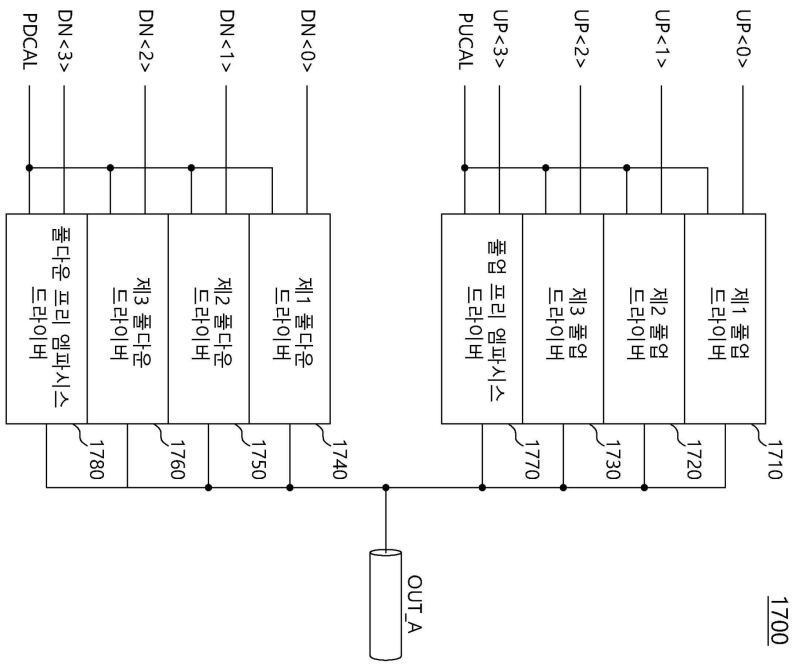 1700
OUT_A
1710
1720
1730
1770
1740
1750
1760
1780
제1 풀업
드라이버
제2 풀업
드라이버
제3 풀업
드라이버
풀업 프리 엠파시스
드라이버
제1 풀다운
드라이버
제2 풀다운
드라이버
제3 풀다운
드라이버
풀다운 프리 엠파시스
드라이버
UP<0>
UP<1>
UP<2>
UP<3>
PUCAL
DN<0>
DN<1>
DN<2>
DN<3>
PDCAL